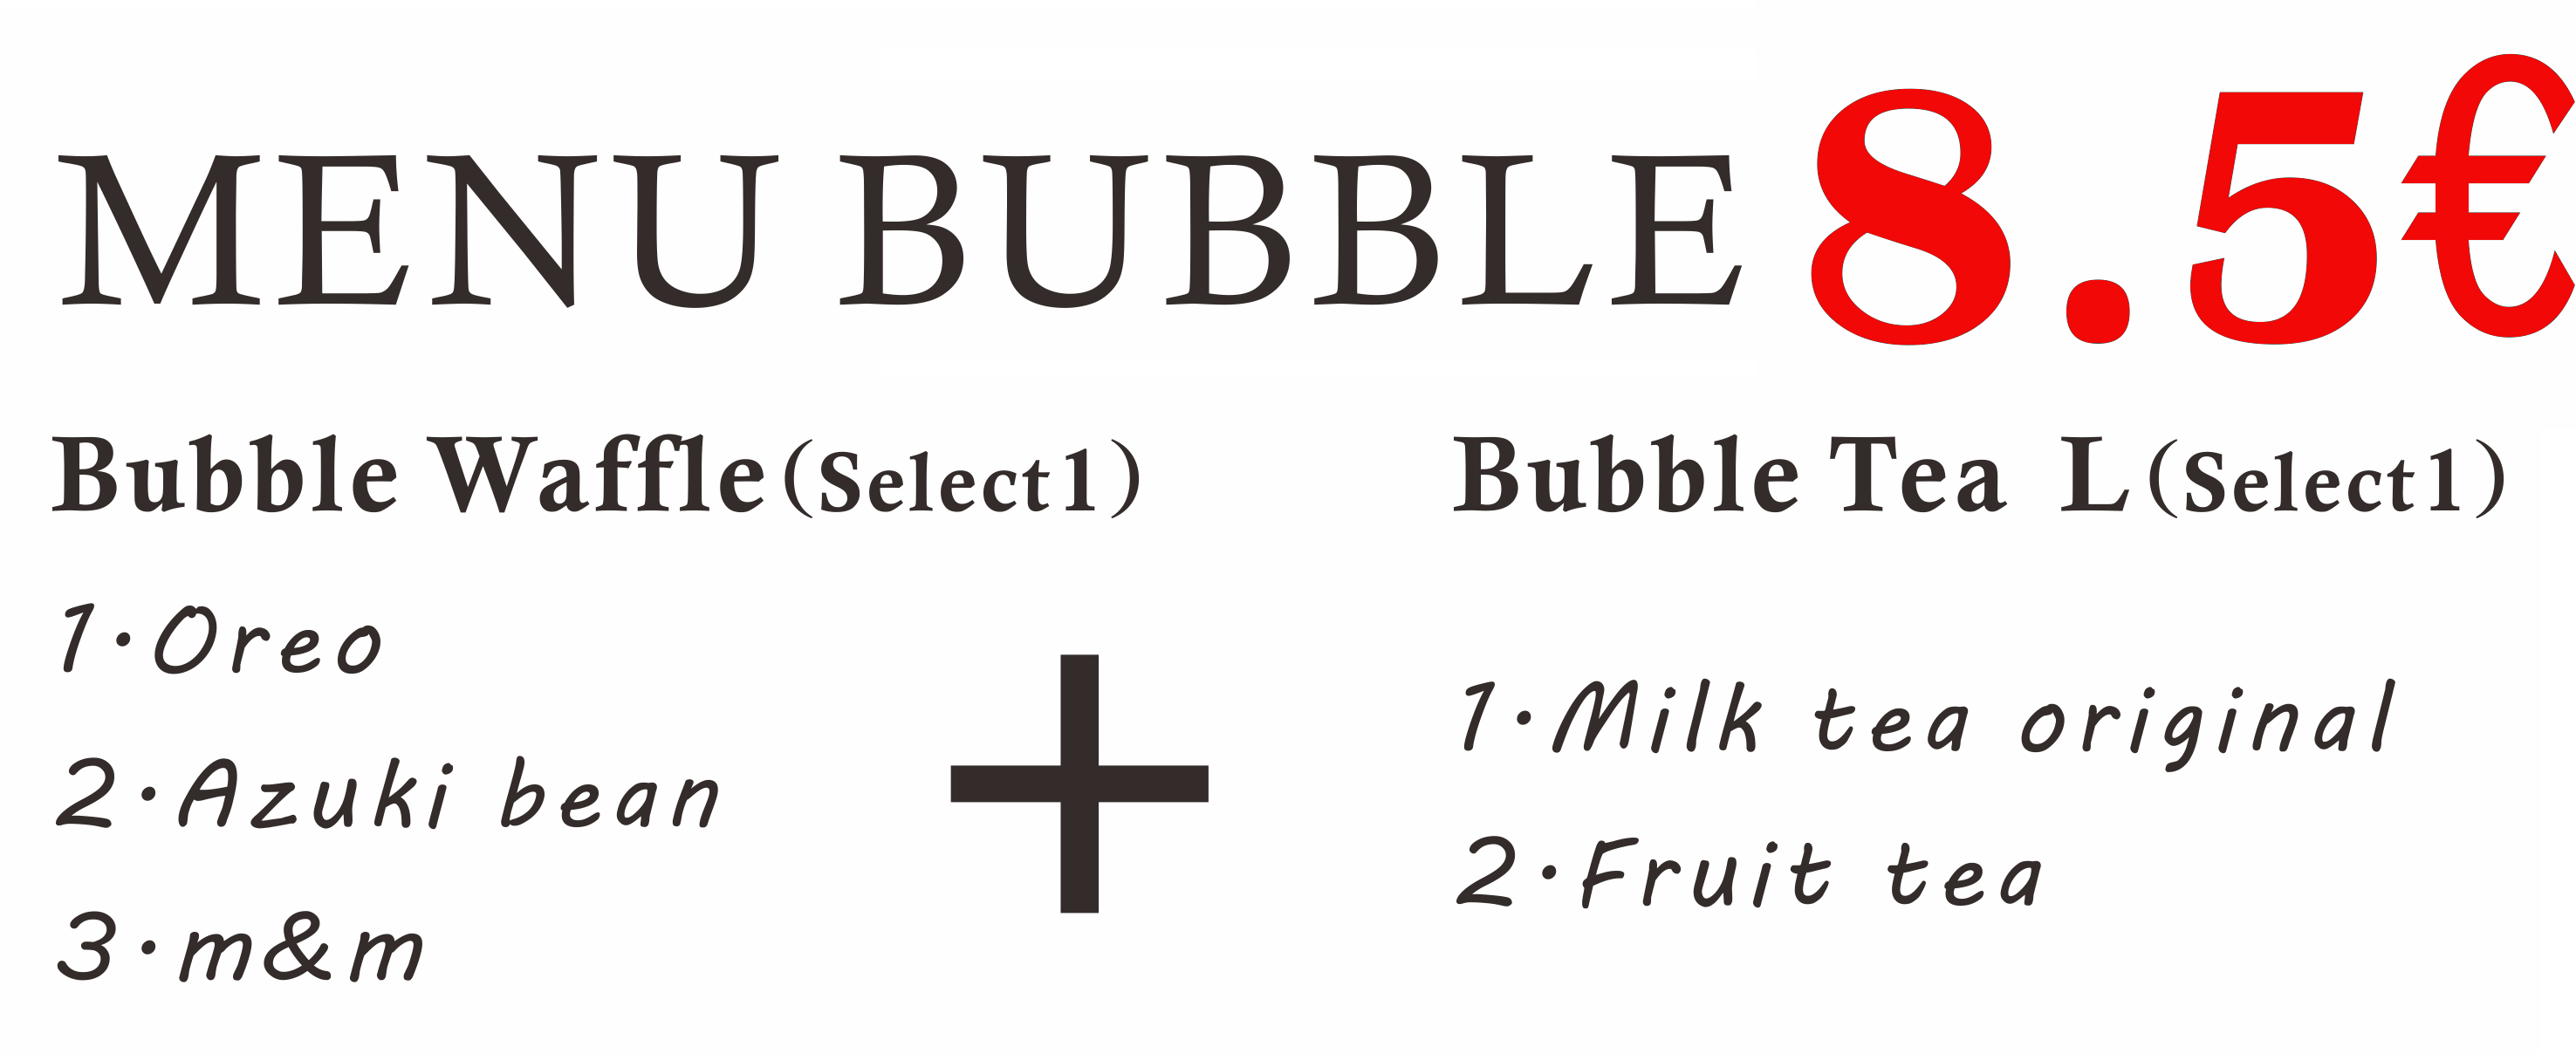 MENU BUBBLE 8.5€
Bubble Waffle (Select1)
1·Oreo
2·Azuki bean
3·m&m
+
Bubble Tea L (Select1)
1·Milk tea original
2·Fruit tea